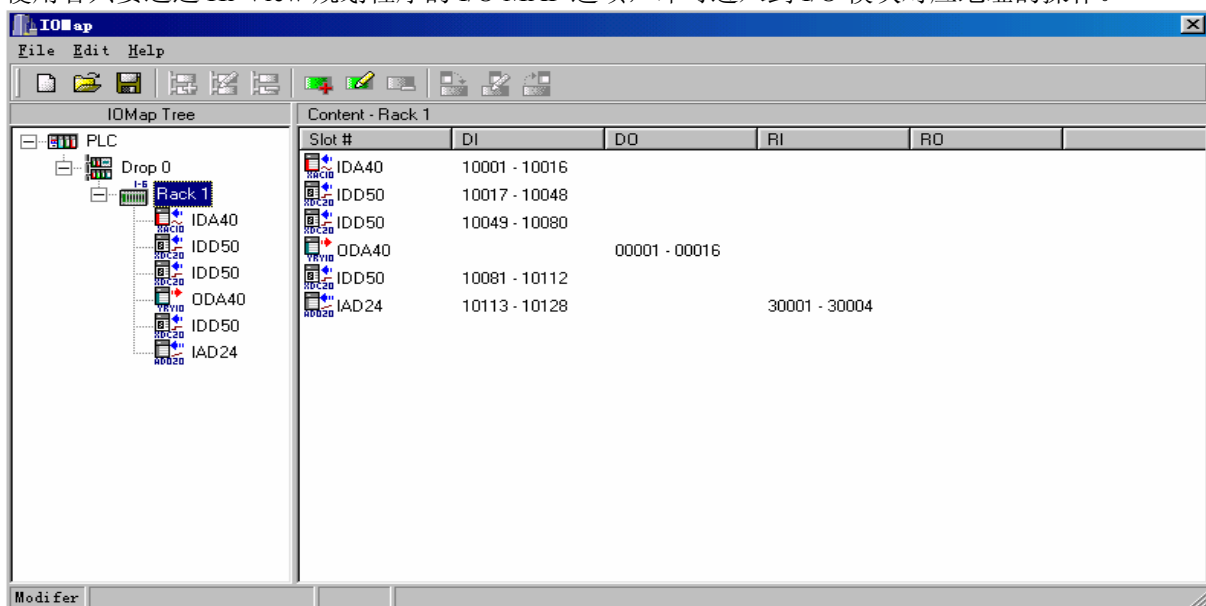 IOMap
File Edit Help
IOMap Tree
Content - Rack 1
PLC
Drop 0
1-6
Rack 1
IDA40
IDD50
IDD50
ODA40
IDD50
IAD24
Slot # DI DO RI RO
IDA40 10001 - 10016
IDD50 10017 - 10048
IDD50 10049 - 10080
ODA40 00001 - 00016
IDD50 10081 - 10112
IAD24 10113 - 10128 30001 - 30004
Modifer